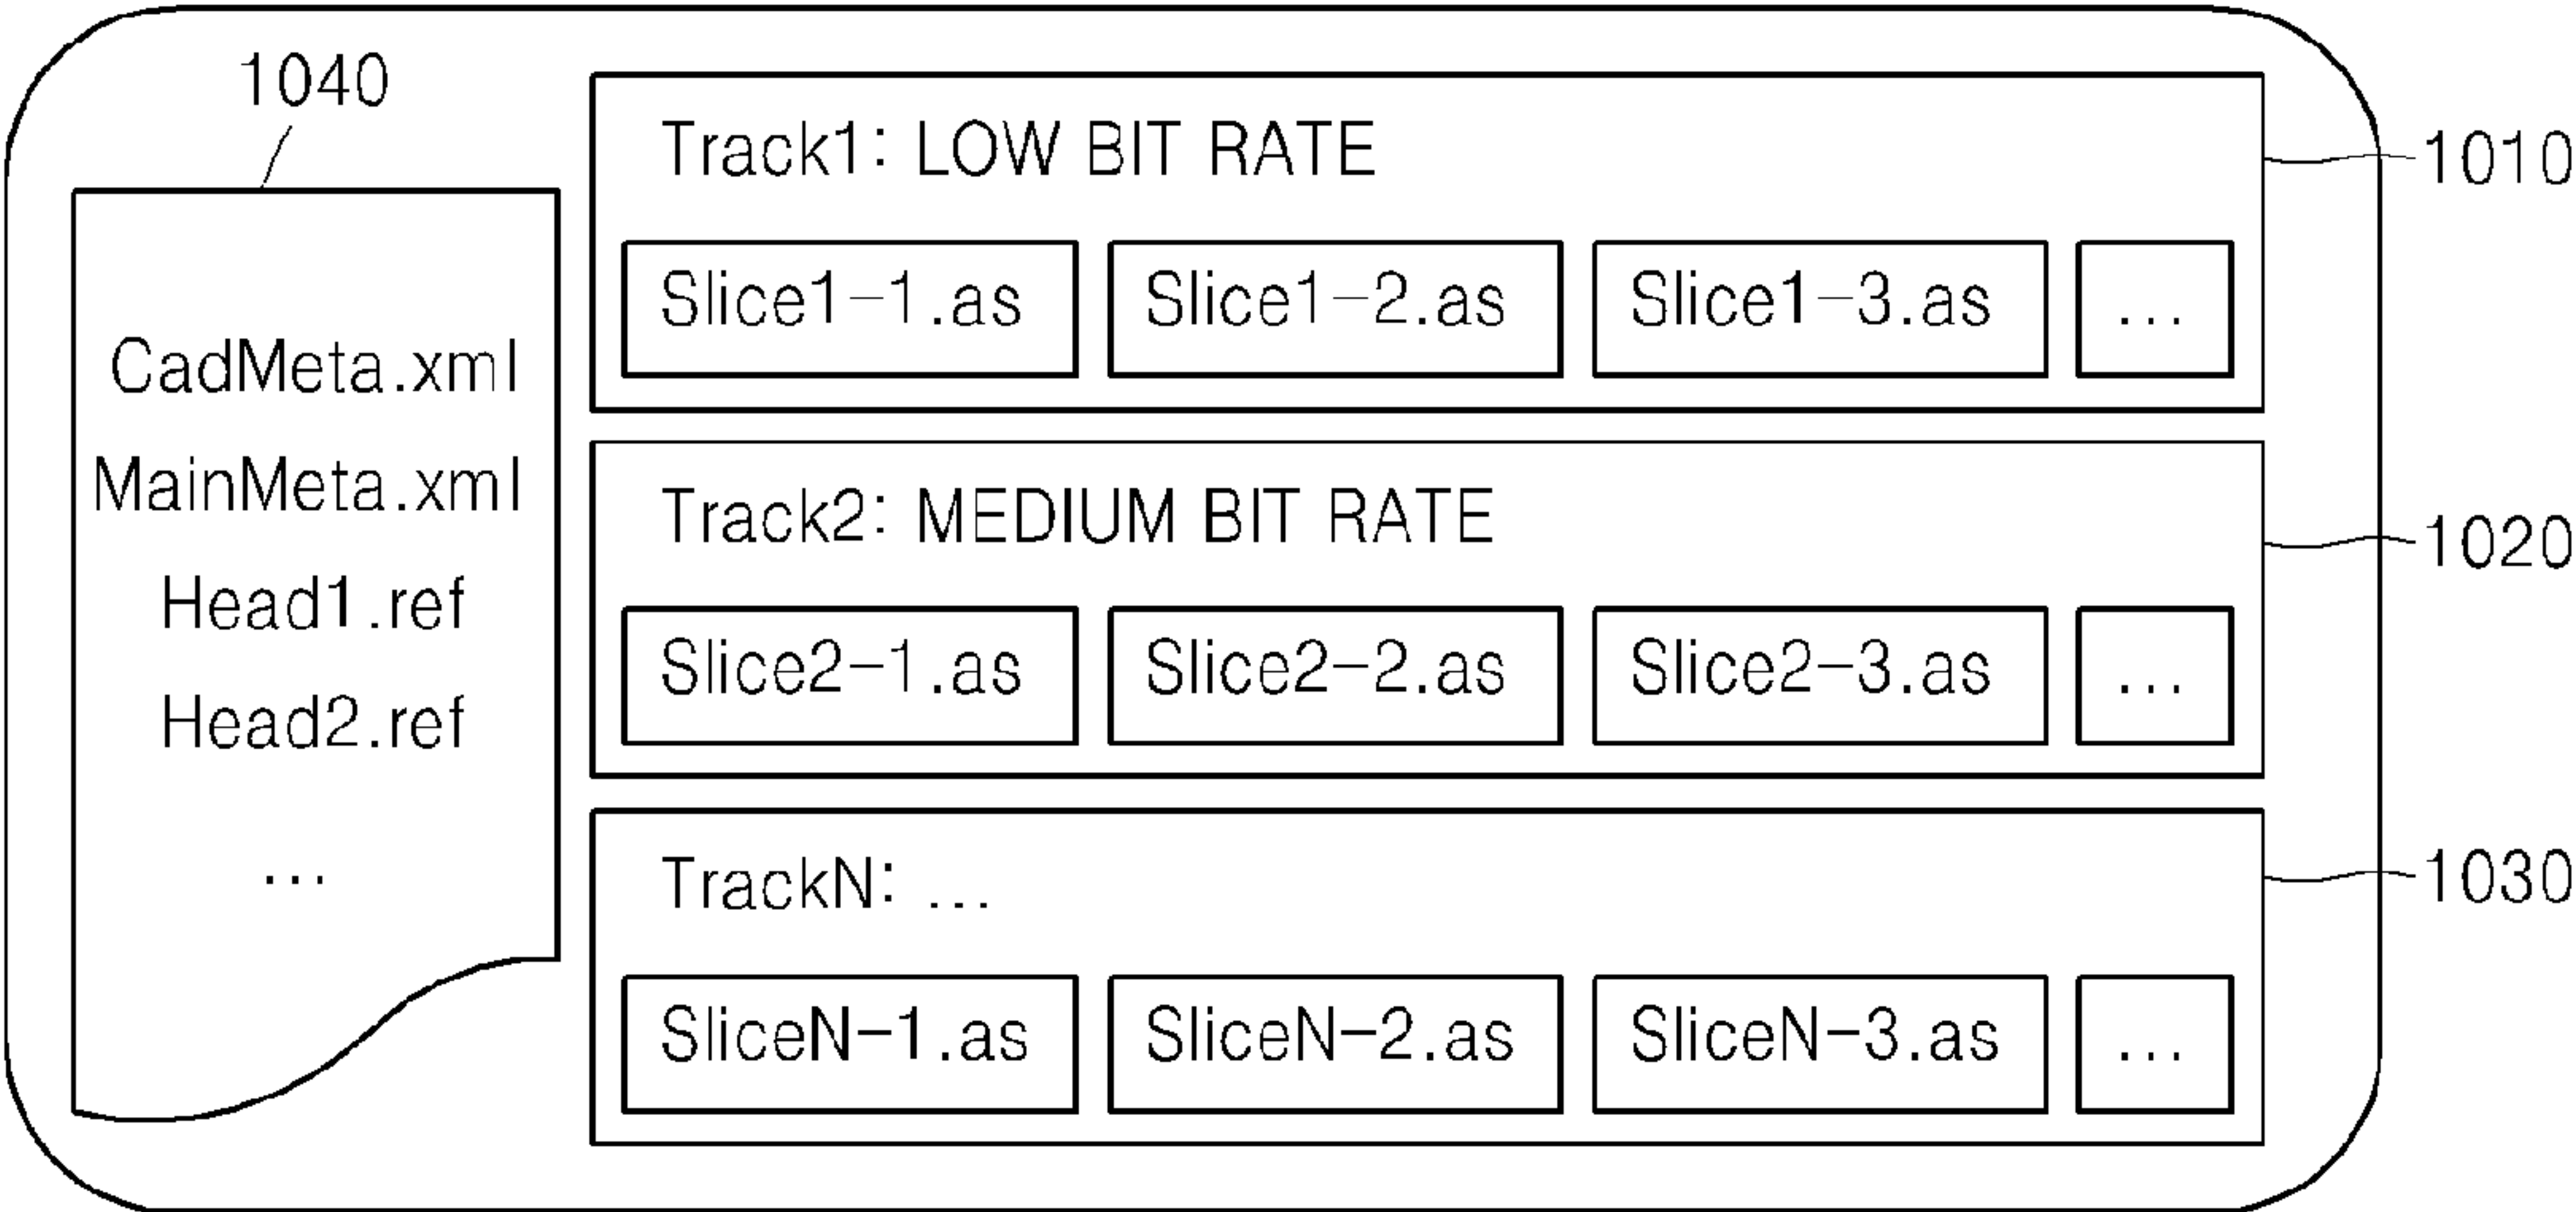 1040
CadMeta.xml
MainMeta.xml
Head1.ref
Head2.ref
...
Track1: LOW BIT RATE
1010
Slice1-1.as
Slice1-2.as
Slice1-3.as
...
Track2: MEDIUM BIT RATE
1020
Slice2-1.as
Slice2-2.as
Slice2-3.as
...
TrackN: ...
1030
SliceN-1.as
SliceN-2.as
SliceN-3.as
...